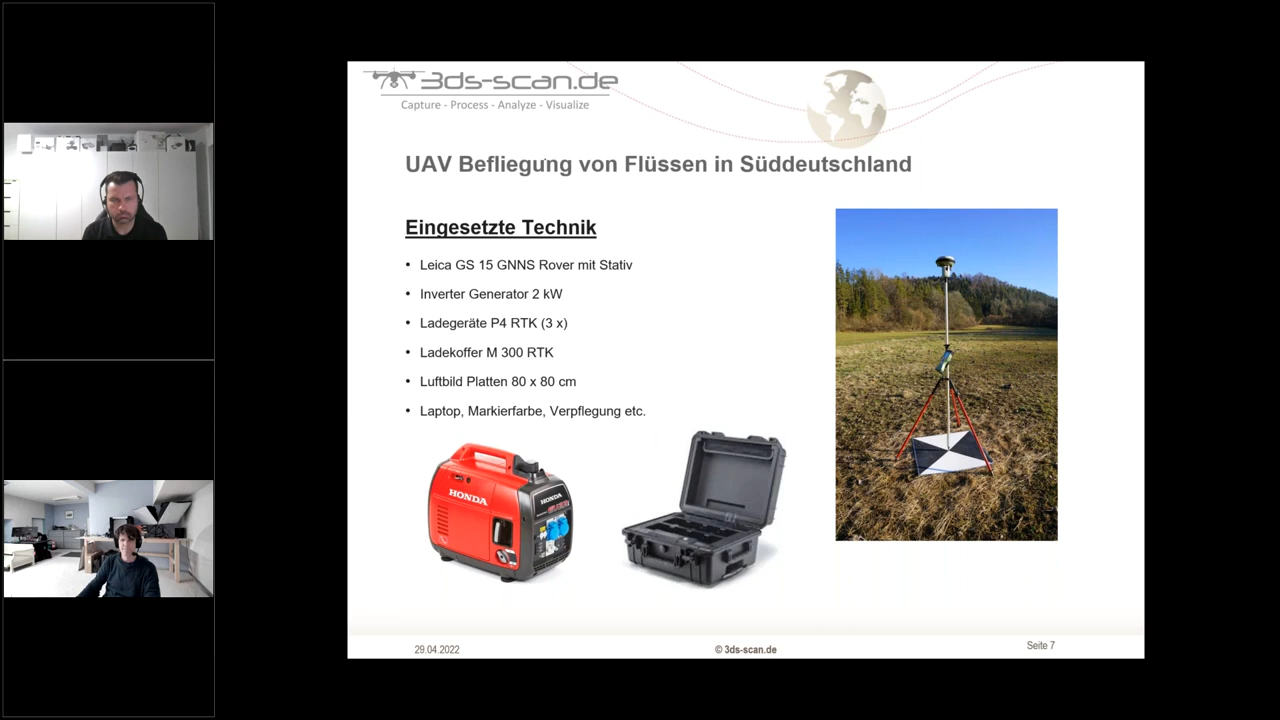 3ds-scan.de
Capture - Process - Analyze - Visualize
UAV Befliegung von Flüssen in Süddeutschland
Eingesetzte Technik
• Leica GS 15 GNNS Rover mit Stativ
• Inverter Generator 2 kW
• Ladegeräte P4 RTK (3 x)
• Ladekoffer M 300 RTK
• Luftbild Platten 80 x 80 cm
• Laptop, Markierfarbe, Verpflegung etc.
HONDA
HONDA
29.04.2022
© 3ds-scan.de
Seite 7